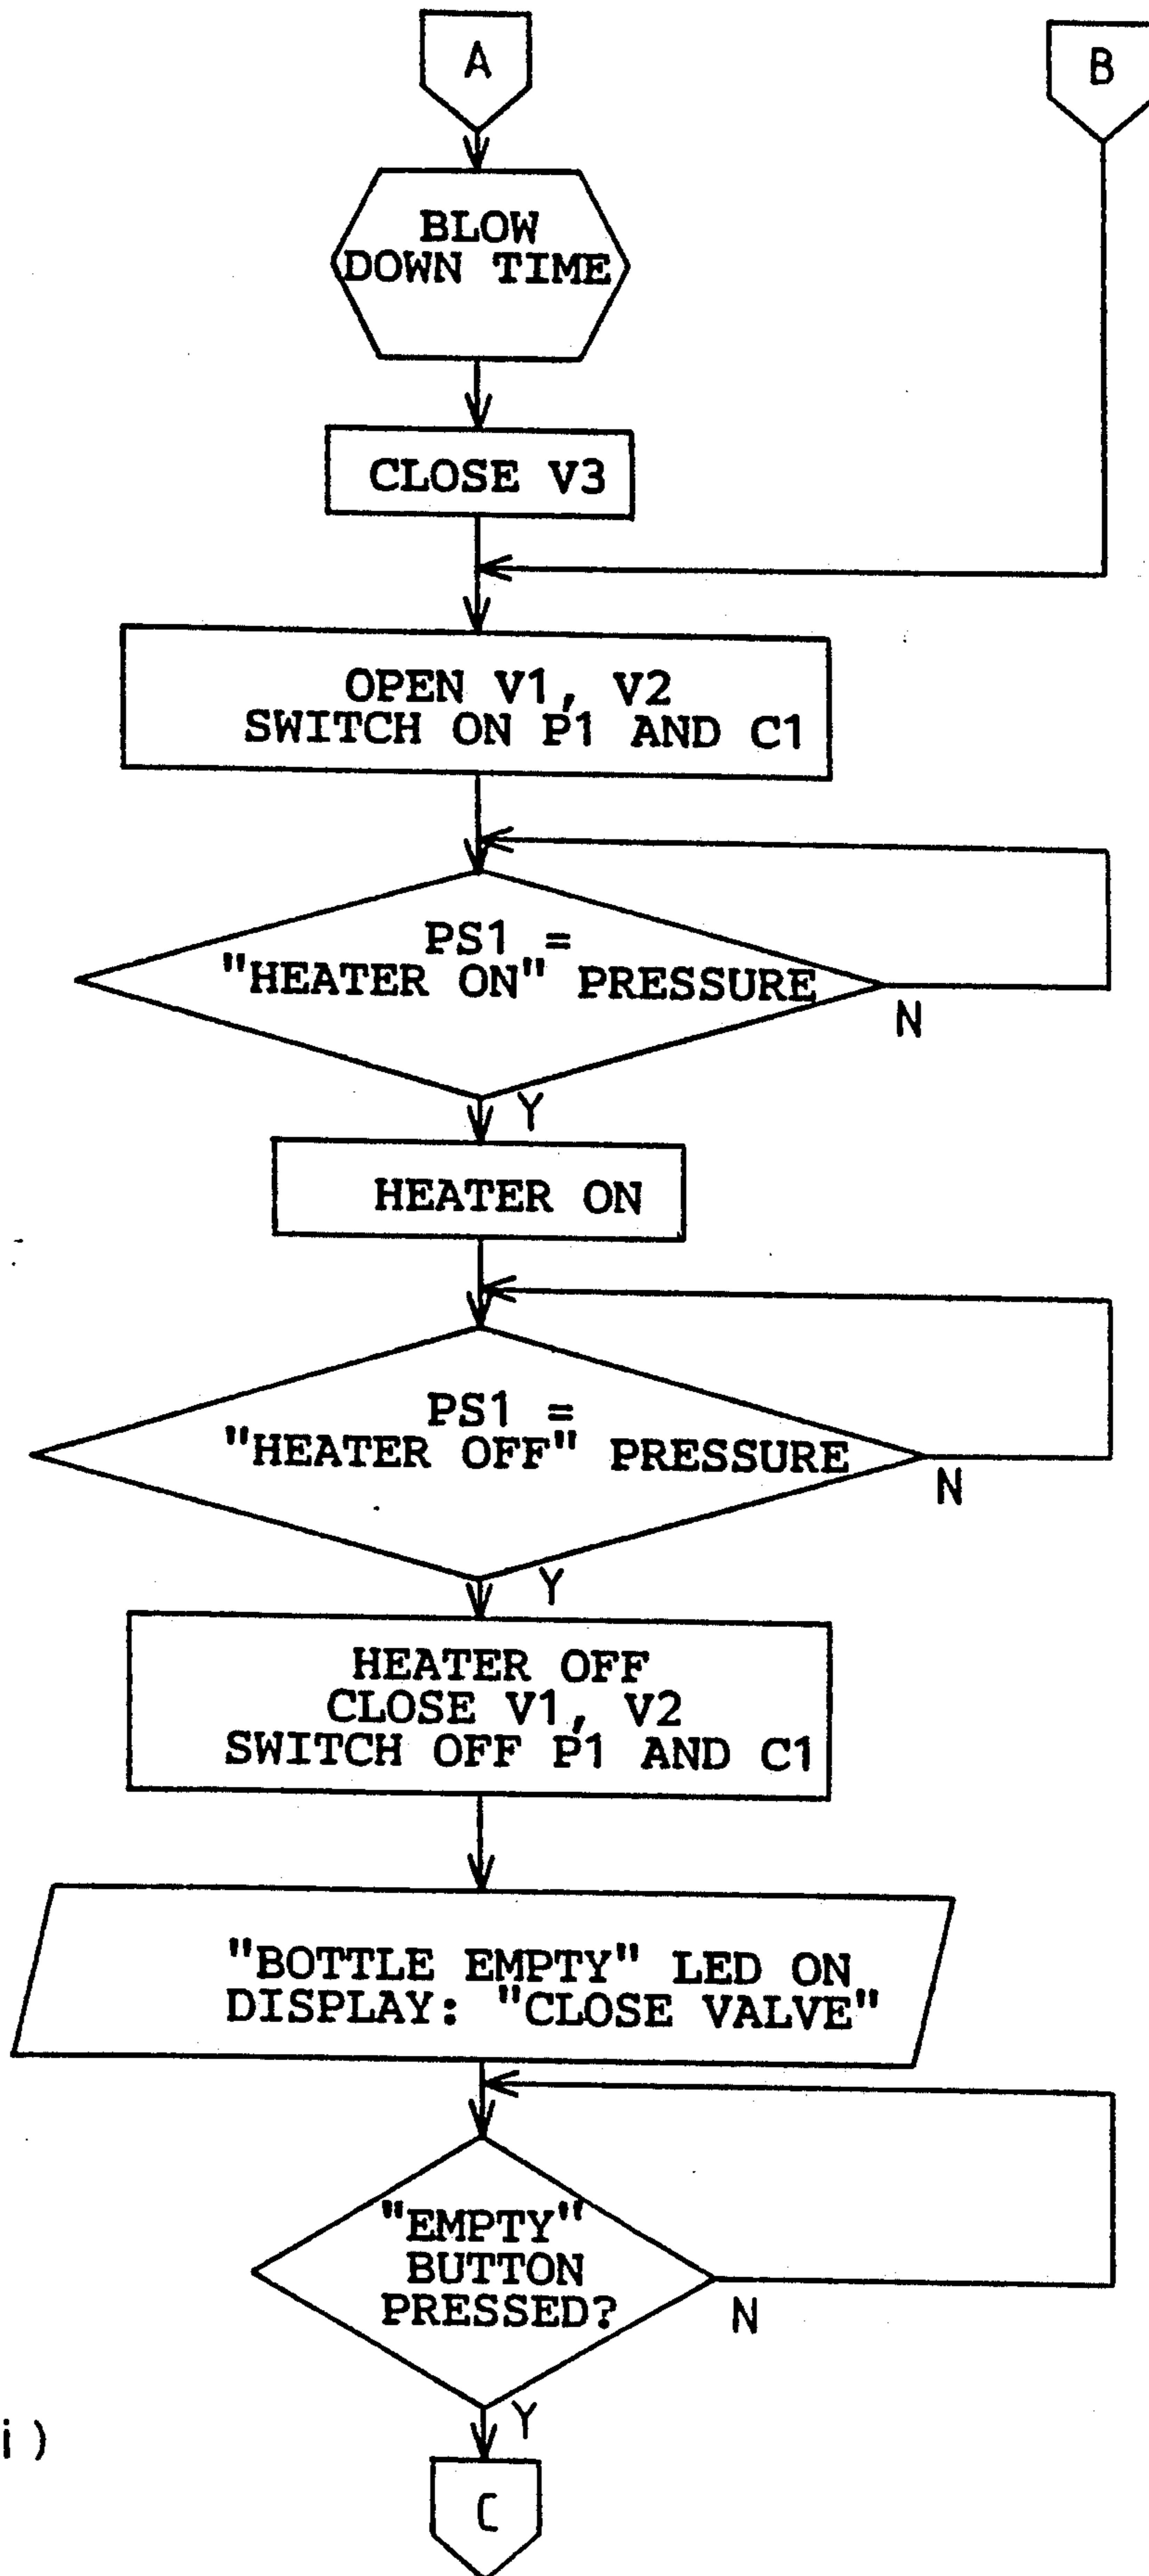 A
B
BLOW
DOWN TIME
CLOSE V3
OPEN V1, V2
SWITCH ON P1 AND C1
PS1 =
"HEATER ON" PRESSURE
N
Y
HEATER ON
PS1 =
"HEATER OFF" PRESSURE
N
Y
HEATER OFF
CLOSE V1, V2
SWITCH OFF P1 AND C1
"BOTTLE EMPTY" LED ON
DISPLAY: "CLOSE VALVE"
"EMPTY"
BUTTON
PRESSED?
N
Y
i)
C